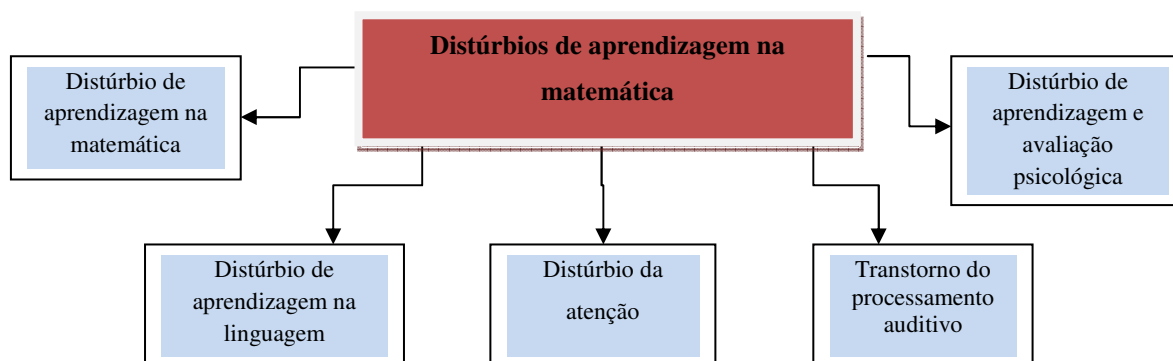 Distúrbios de aprendizagem na
matemática
Distúrbio de
aprendizagem na
matemática
Distúrbio de
aprendizagem e
avaliação
psicológica
Distúrbio de
aprendizagem na
linguagem
Distúrbio da
atenção
Transtorno do
processamento
auditivo